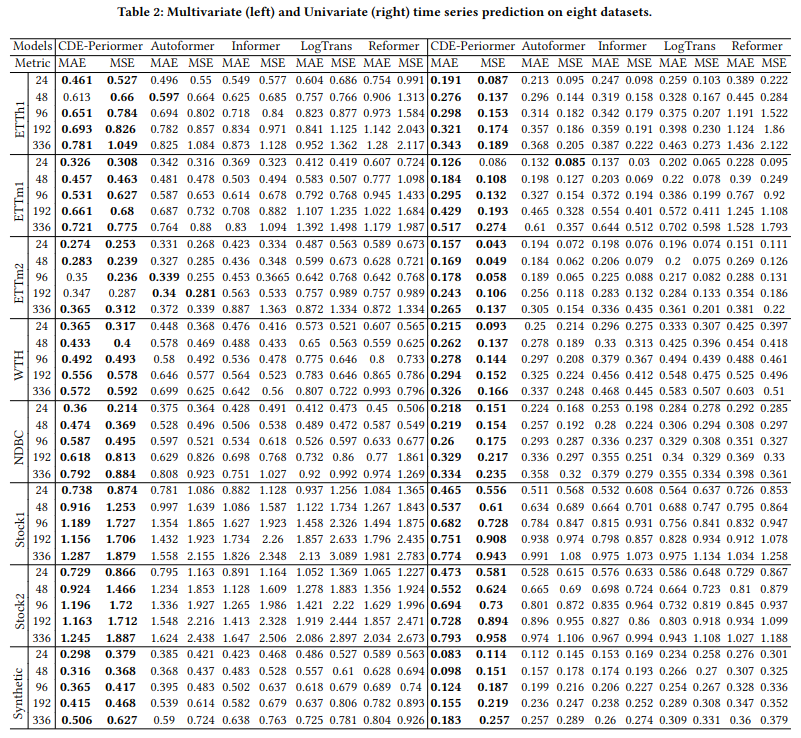 Table 2: Multivariate (left) and Univariate (right) time series prediction on eight datasets.
Models CDE-Periormer Autoformer Informer LogTrans Reformer CDE-Periormer Autoformer Informer LogTrans Reformer
Metric MAE MSE MAE MSE MAE MSE MAE MSE MAE MSE MAE MSE MAE MSE MAE MSE MAE MSE MAE MSE
ETTh1
24 0.461 0.527 0.496 0.55 0.549 0.577 0.604 0.686 0.754 0.991 0.191 0.087 0.213 0.095 0.247 0.098 0.259 0.103 0.389 0.222
48 0.613 0.66 0.597 0.664 0.625 0.685 0.757 0.766 0.906 1.313 0.276 0.137 0.296 0.144 0.319 0.158 0.328 0.167 0.445 0.284
96 0.651 0.784 0.694 0.802 0.718 0.84 0.823 0.877 0.973 1.584 0.298 0.153 0.314 0.182 0.342 0.179 0.375 0.207 1.191 1.522
192 0.693 0.826 0.782 0.857 0.834 0.971 0.841 1.125 1.142 2.043 0.321 0.174 0.357 0.186 0.359 0.191 0.398 0.230 1.124 1.86
336 0.781 1.049 0.825 1.084 0.873 1.128 0.952 1.362 1.28 2.117 0.343 0.189 0.368 0.205 0.387 0.222 0.463 0.273 1.436 2.122
ETTm1
24 0.326 0.308 0.342 0.316 0.369 0.323 0.412 0.419 0.607 0.724 0.126 0.086 0.132 0.085 0.137 0.03 0.202 0.065 0.228 0.095
48 0.457 0.463 0.481 0.478 0.503 0.494 0.583 0.507 0.777 1.098 0.184 0.108 0.198 0.127 0.203 0.069 0.22 0.078 0.39 0.249
96 0.531 0.627 0.587 0.653 0.614 0.678 0.792 0.768 0.945 1.433 0.295 0.132 0.327 0.154 0.372 0.194 0.386 0.199 0.767 0.92
192 0.661 0.68 0.687 0.732 0.708 0.882 1.107 1.235 1.022 1.684 0.429 0.193 0.465 0.328 0.554 0.401 0.572 0.411 1.245 1.108
336 0.721 0.775 0.764 0.88 0.83 1.094 1.392 1.498 1.179 1.987 0.517 0.274 0.61 0.357 0.644 0.512 0.702 0.598 1.528 1.793
ETTm2
24 0.274 0.253 0.331 0.268 0.423 0.334 0.487 0.563 0.589 0.673 0.157 0.043 0.194 0.072 0.198 0.076 0.196 0.074 0.151 0.111
48 0.283 0.239 0.327 0.285 0.436 0.348 0.599 0.673 0.628 0.721 0.169 0.049 0.184 0.062 0.206 0.079 0.2 0.075 0.269 0.126
96 0.35 0.236 0.339 0.255 0.453 0.3665 0.642 0.768 0.642 0.768 0.178 0.058 0.189 0.065 0.225 0.088 0.217 0.082 0.288 0.131
192 0.347 0.287 0.34 0.281 0.563 0.533 0.757 0.989 0.757 0.989 0.243 0.106 0.256 0.118 0.283 0.132 0.284 0.133 0.354 0.186
336 0.365 0.312 0.372 0.339 0.887 1.363 0.872 1.334 0.872 1.334 0.265 0.137 0.305 0.154 0.336 0.435 0.361 0.201 0.381 0.22
WTH
24 0.365 0.317 0.448 0.368 0.476 0.416 0.573 0.521 0.607 0.565 0.215 0.093 0.25 0.214 0.296 0.275 0.333 0.307 0.425 0.397
48 0.433 0.4 0.578 0.469 0.488 0.433 0.65 0.563 0.559 0.625 0.262 0.137 0.278 0.189 0.33 0.313 0.425 0.396 0.454 0.418
96 0.492 0.493 0.58 0.492 0.536 0.478 0.775 0.646 0.8 0.733 0.278 0.144 0.297 0.208 0.379 0.367 0.494 0.439 0.488 0.461
192 0.556 0.578 0.646 0.577 0.564 0.523 0.783 0.646 0.865 0.786 0.294 0.152 0.325 0.224 0.456 0.412 0.548 0.475 0.525 0.496
336 0.572 0.592 0.699 0.625 0.642 0.56 0.807 0.722 0.993 0.796 0.326 0.166 0.337 0.248 0.468 0.445 0.583 0.507 0.603 0.51
NDBC
24 0.36 0.214 0.375 0.364 0.428 0.491 0.412 0.473 0.45 0.506 0.218 0.151 0.224 0.168 0.253 0.198 0.284 0.278 0.292 0.285
48 0.474 0.369 0.528 0.496 0.506 0.538 0.489 0.472 0.587 0.549 0.219 0.154 0.257 0.192 0.28 0.224 0.306 0.294 0.308 0.297
96 0.587 0.495 0.597 0.521 0.534 0.618 0.526 0.597 0.633 0.677 0.26 0.175 0.293 0.287 0.336 0.237 0.329 0.308 0.351 0.327
192 0.618 0.813 0.629 0.826 0.698 0.768 0.732 0.86 0.77 1.861 0.329 0.217 0.336 0.297 0.355 0.251 0.34 0.329 0.369 0.33
336 0.792 0.884 0.808 0.923 0.751 1.027 0.92 0.992 0.974 1.269 0.334 0.235 0.358 0.32 0.379 0.279 0.355 0.334 0.398 0.361
Stock1
24 0.738 0.874 0.781 1.086 0.882 1.128 0.937 1.256 1.084 1.365 0.465 0.556 0.511 0.568 0.532 0.608 0.564 0.637 0.726 0.853
48 0.916 1.253 0.997 1.639 1.086 1.587 1.122 1.734 1.267 1.843 0.537 0.61 0.634 0.689 0.664 0.701 0.688 0.747 0.795 0.864
96 1.189 1.727 1.354 1.865 1.627 1.923 1.458 2.326 1.494 1.875 0.682 0.728 0.784 0.847 0.815 0.931 0.756 0.841 0.832 0.947
192 1.156 1.706 1.432 1.923 1.734 2.26 1.857 2.633 1.796 2.435 0.751 0.908 0.938 0.974 0.798 0.857 0.828 0.934 0.912 1.078
336 1.287 1.879 1.558 2.155 1.826 2.348 2.13 3.089 1.981 2.783 0.774 0.943 0.991 1.08 0.975 1.073 0.975 1.134 1.034 1.258
Stock2
24 0.729 0.866 0.795 1.163 0.891 1.164 1.052 1.369 1.065 1.227 0.473 0.581 0.528 0.615 0.576 0.633 0.586 0.648 0.729 0.867
48 0.924 1.466 1.234 1.853 1.128 1.609 1.278 1.883 1.356 1.924 0.552 0.624 0.665 0.69 0.698 0.724 0.664 0.723 0.81 0.879
96 1.196 1.72 1.336 1.927 1.265 1.986 1.421 2.22 1.629 1.996 0.694 0.73 0.801 0.872 0.835 0.964 0.732 0.819 0.845 0.937
192 1.163 1.712 1.548 2.216 1.413 2.328 1.919 2.444 1.857 2.471 0.728 0.894 0.896 0.955 0.827 0.86 0.803 0.918 0.934 1.099
336 1.245 1.887 1.624 2.438 1.647 2.506 2.086 2.897 2.034 2.673 0.793 0.958 0.974 1.106 0.967 0.994 0.943 1.108 1.027 1.188
Synthetic
24 0.298 0.379 0.385 0.421 0.423 0.468 0.486 0.527 0.589 0.563 0.083 0.114 0.112 0.145 0.153 0.169 0.234 0.258 0.276 0.301
48 0.316 0.368 0.368 0.437 0.483 0.528 0.557 0.61 0.628 0.694 0.098 0.151 0.157 0.178 0.174 0.193 0.266 0.27 0.307 0.325
96 0.365 0.417 0.395 0.483 0.502 0.637 0.618 0.679 0.689 0.74 0.124 0.187 0.199 0.216 0.206 0.227 0.254 0.267 0.328 0.336
192 0.415 0.468 0.539 0.614 0.582 0.679 0.637 0.806 0.782 0.893 0.155 0.219 0.236 0.247 0.238 0.252 0.289 0.308 0.347 0.352
336 0.506 0.627 0.59 0.724 0.638 0.763 0.725 0.781 0.804 0.926 0.183 0.257 0.257 0.289 0.26 0.274 0.309 0.331 0.36 0.379